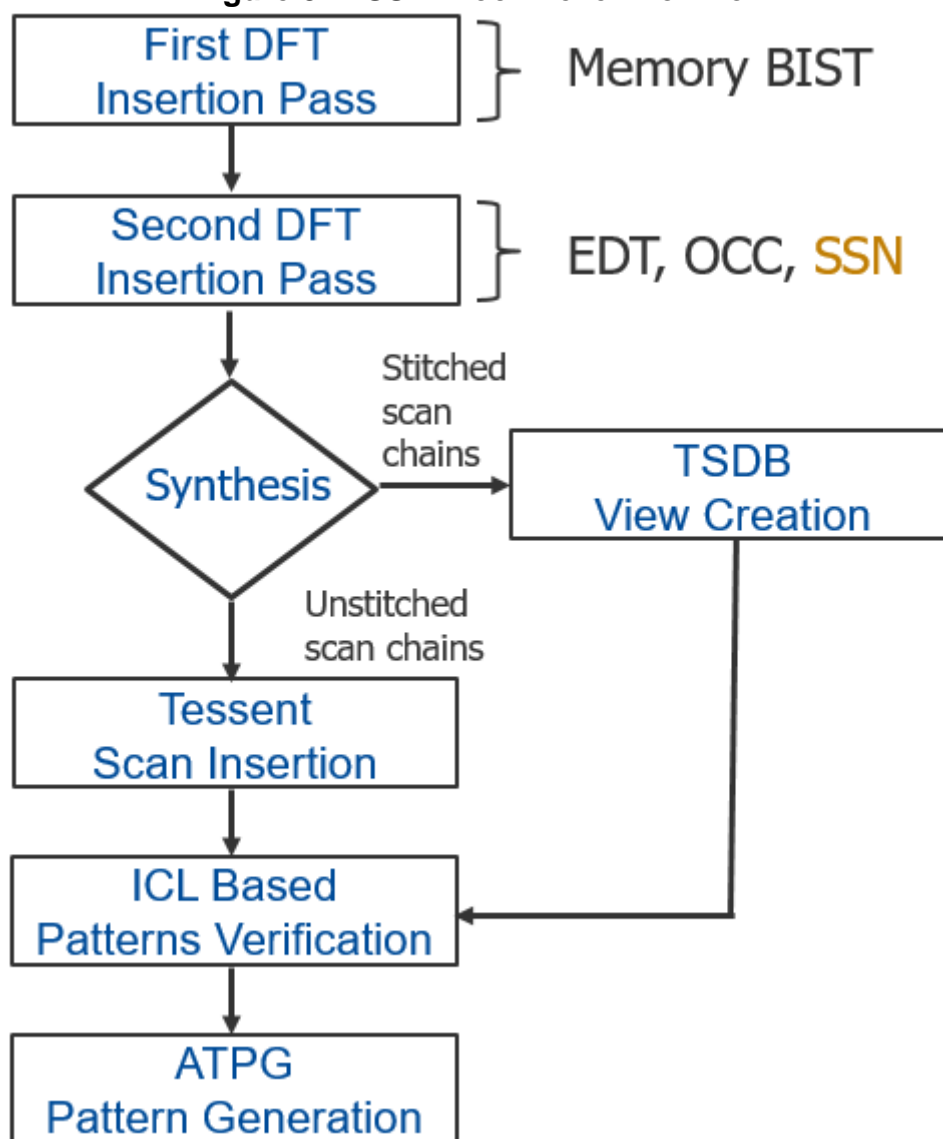 First DFT
Insertion Pass
Memory BIST
Second DFT
Insertion Pass
EDT, OCC, SSN
Stitched
scan
chains
Synthesis
TSDB
View Creation
Unstitched
scan chains
Tessent
Scan Insertion
ICL Based
Patterns Verification
ATPG
Pattern Generation